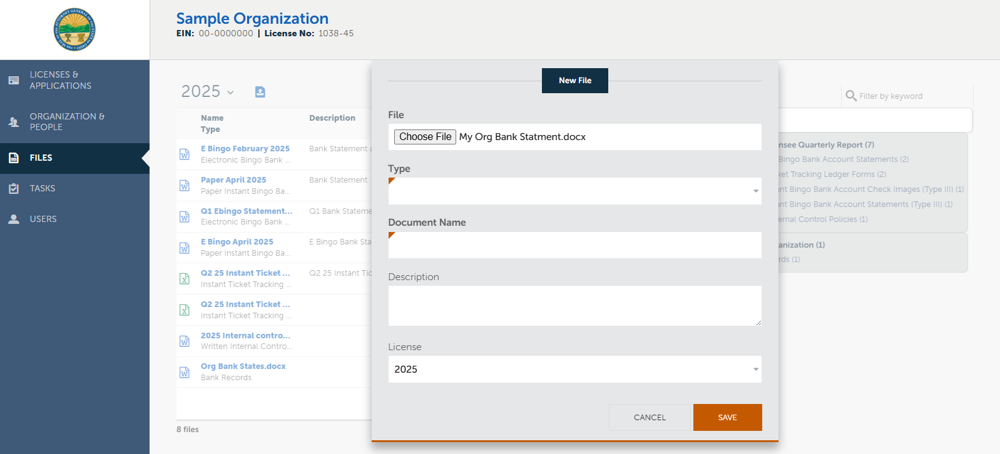 Sample Organization
EIN: 00-0000000 | License No: 1038-45
LICENSES &
APPLICATIONS
ORGANIZATION &
PEOPLE
FILES
TASKS
USERS
2025
Filter by keyword
Name
Type
Description
E Bingo February 2025
Electronic Bingo Bank ...
Bank Statement
Paper April 2025
Paper Instant Bingo Ba...
Bank Statement
Q1 Ebingo Statement...
Electronic Bingo Bank ...
Q1 Bank Stateme
E Bingo April 2025
Paper Instant Bingo Ba...
E Bingo Bank Sta
Q2 25 Instant Ticket ...
Instant Ticket Tracking ...
Q2 25 Instant Tic
Q2 25 Instant Ticket ...
Instant Ticket Tracking ...
2025 Internal contro...
Written Internal Contro...
Org Bank States.docx
Bank Records
8 files
New File
File
Choose File My Org Bank Statment.docx
Type
Document Name
Description
License
2025
CANCEL
SAVE
nsee Quarterly Report (7)
Bingo Bank Account Statements (2)
ket Tracking Ledger Forms (2)
nt Bingo Bank Account Check Images (Type III) (1)
nt Bingo Bank Account Statements (Type III) (1)
ernal Control Policies (1)
anization (1)
rds (1)